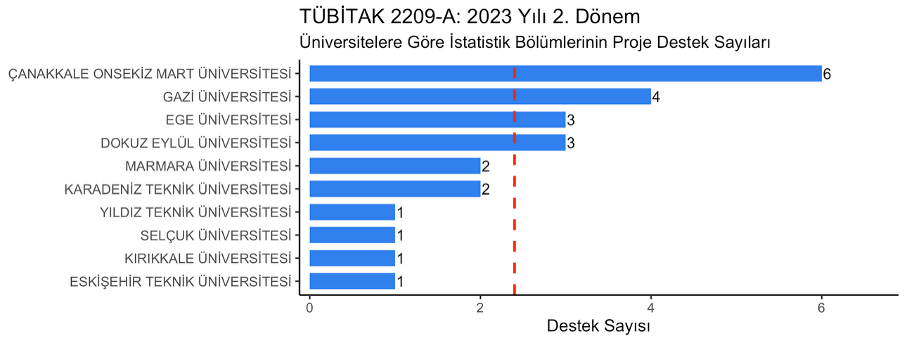 TÜBİTAK 2209-A: 2023 Yılı 2. Dönem
Üniversitelere Göre İstatistik Bölümlerinin Proje Destek Sayıları
ÇANAKKALE ONSEKİZ MART ÜNİVERSİTESİ 6
GAZİ ÜNİVERSİTESİ 4
EGE ÜNİVERSİTESİ 3
DOKUZ EYLÜL ÜNİVERSİTESİ 3
MARMARA ÜNİVERSİTESİ 2
KARADENİZ TEKNİK ÜNİVERSİTESİ 2
YILDIZ TEKNİK ÜNİVERSİTESİ 1
SELÇUK ÜNİVERSİTESİ 1
KIRIKKALE ÜNİVERSİTESİ 1
ESKİŞEHİR TEKNİK ÜNİVERSİTESİ 1
0 2 4 6
Destek Sayısı